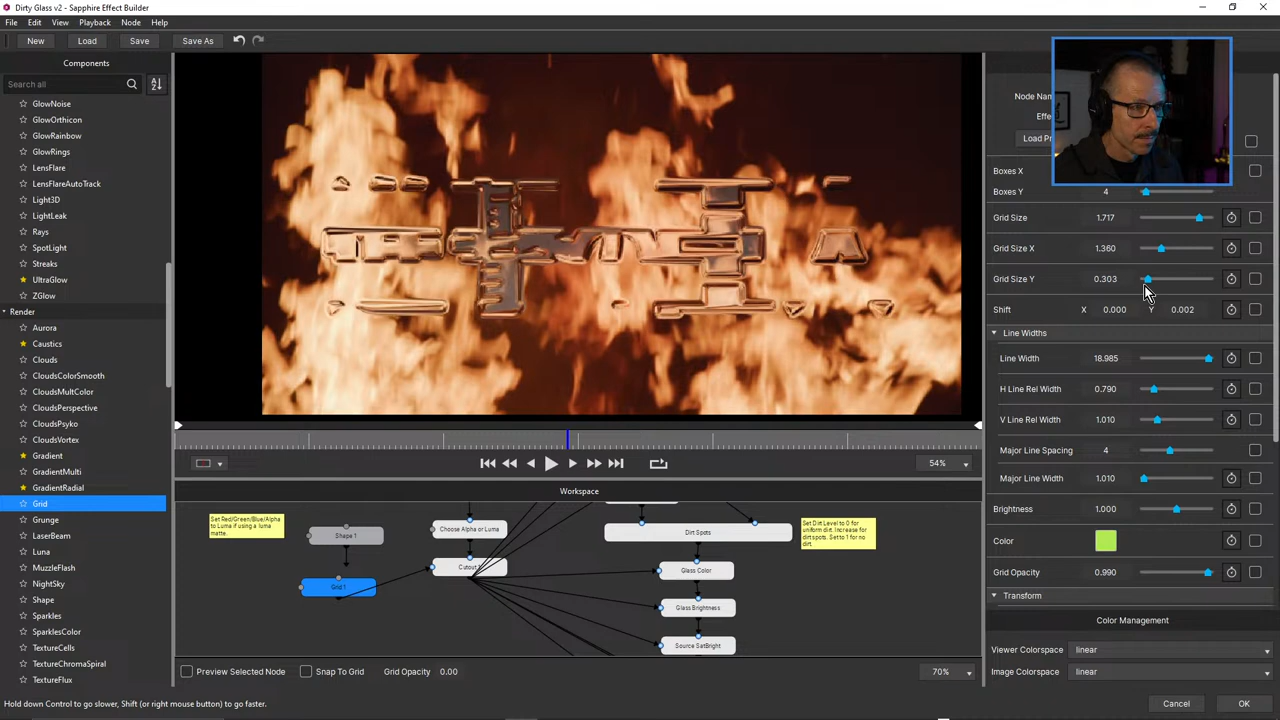 Dirty Glass v2 - Sapphire Effect Builder
File Edit View Playback Node Help
New Load Save Save As
Components
Search all
GlowNoise
GlowOrthicon
GlowRainbow
GlowRings
LensFlare
LensFlareAutoTrack
Light3D
LightLeak
Rays
SpotLight
Streaks
UltraGlow
ZGlow
Render
Aurora
Caustics
Clouds
CloudsColorSmooth
CloudsMultColor
CloudsPerspective
CloudsPsyko
CloudsVortex
Gradient
GradientMulti
GradientRadial
Grid
Grunge
LaserBeam
Luna
MuzzleFlash
NightSky
Shape
Sparkles
SparklesColor
TextureCells
TextureChromaSpiral
TextureFlux
54%
Workspace
Set Red/Green/Blue/Alpha
to Luma if using a luma
matte.
Shape 1
Grid 1
Choose Alpha or Luma
Cutout
Dirt Spots
Glass Color
Glass Brightness
Source SatBright
Set Dirt Level to 0 for
uniform dirt. Increase for
dirt spots. Set to 1 for no
dirt.
Preview Selected Node Snap To Grid Grid Opacity 0.00 70%
Node Nam
Effe
Load Pr
Boxes X
Boxes Y 4
Grid Size 1.717
Grid Size X 1.360
Grid Size Y 0.303
Shift X 0.000 Y 0.002
Line Widths
Line Width 18.985
H Line Rel Width 0.790
V Line Rel Width 1.010
Major Line Spacing 4
Major Line Width 1.010
Brightness 1.000
Color
Grid Opacity 0.990
Transform
Color Management
Viewer Colorspace linear
Image Colorspace linear
Hold down Control to go slower, Shift (or right mouse button) to go faster.
Cancel OK